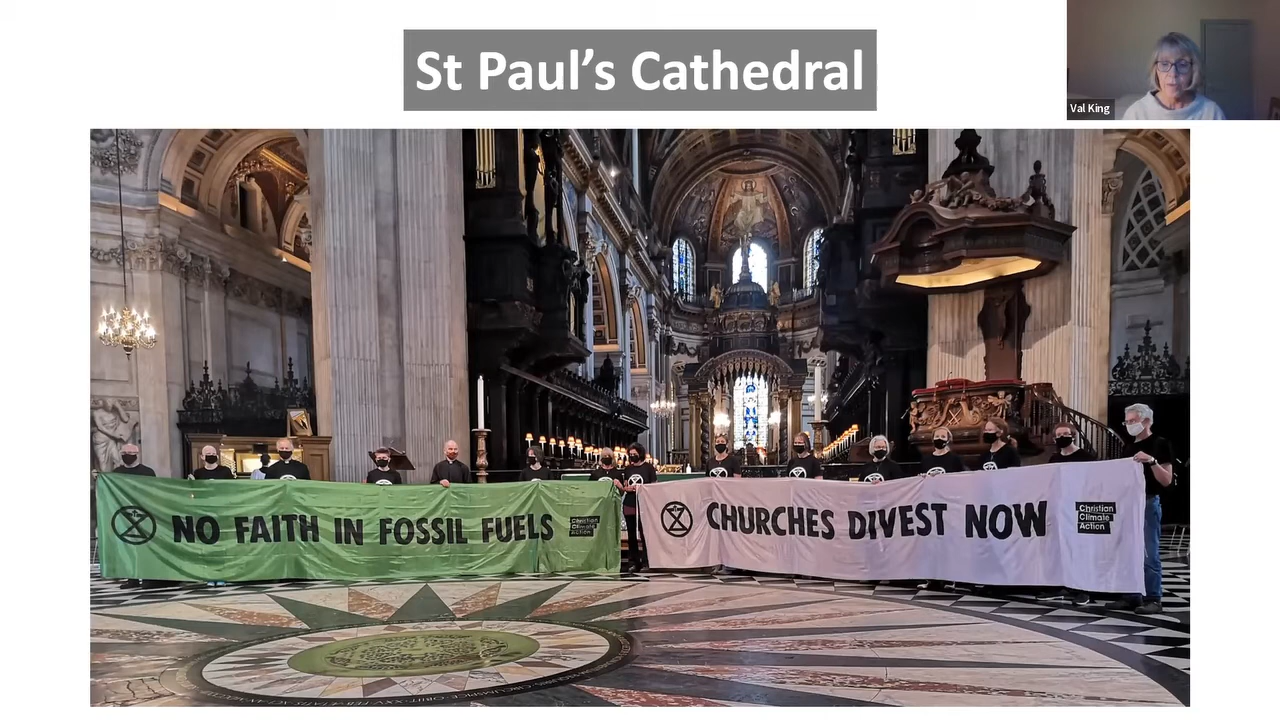 St Paul's Cathedral
Val King
NO FAITH IN FOSSIL FUELS
Christian
Climate
Action
CHURCHES DIVEST NOW
Christian
Climate
Action